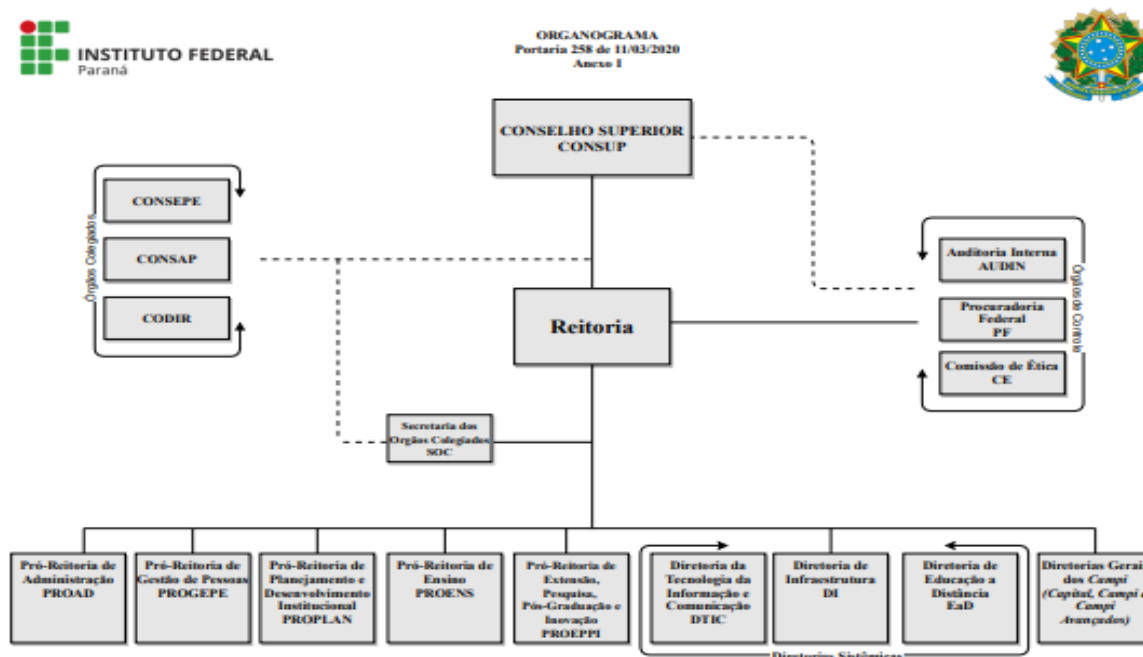 INSTITUTO FEDERAL
Paraná
ORGANOGRAMA
Portaria 258 de 11/03/2020
Anexo I
CONSELHO SUPERIOR
CONSUP
Órgãos Colegiados
CONSEPE
CONSAP
CODIR
Reitoria
Auditoria Interna
AUDIN
Procuradoria
Federal
PF
Comissão de Ética
CE
Órgãos de Controle
Secretaria dos
Orgãos Colegiados
SOC
Pró-Reitoria de
Administração
PROAD
Pró-Reitoria de
Gestão de Pessoas
PROGEPE
Pró-Reitoria de
Planejamento e
Desenvolvimento
Institucional
PROPLAN
Pró-Reitoria de
Ensino
PROENS
Pró-Reitoria de
Extensão,
Pesquisa,
Pós-Graduação e
Inovação
PROEPPI
Diretoria da
Tecnologia da
Informação e
Comunicação
DTIC
Diretoria de
Infraestrutura
DI
Diretoria de
Educação a
Distância
EaD
Diretorias Gerais
dos Campi
(Capital, Campi e
Campi
Avançados)
Diretorias Sistêmicas